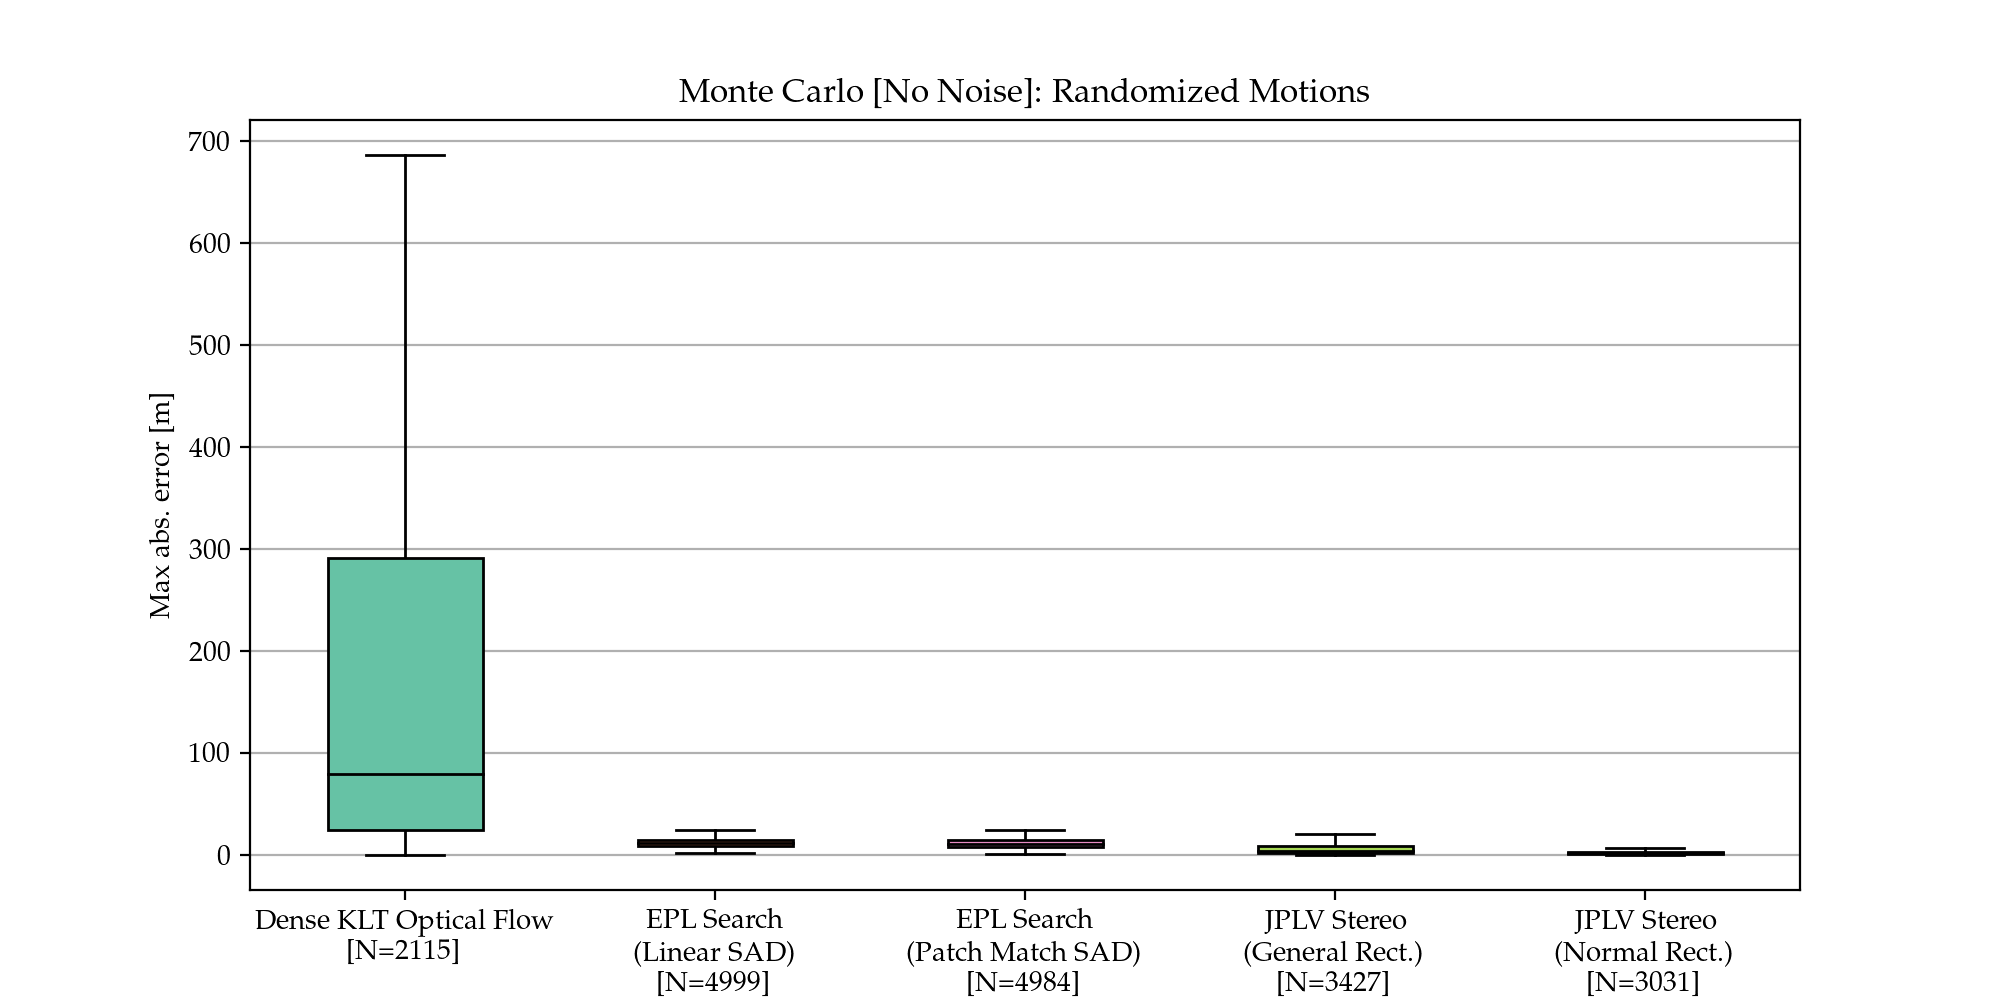 Monte Carlo [No Noise]: Randomized Motions
Max abs. error [m]
700
600
500
400
300
200
100
0
Dense KLT Optical Flow
[N=2115]
EPL Search
(Linear SAD)
[N=4999]
EPL Search
(Patch Match SAD)
[N=4984]
JPLV Stereo
(General Rect.)
[N=3427]
JPLV Stereo
(Normal Rect.)
[N=3031]